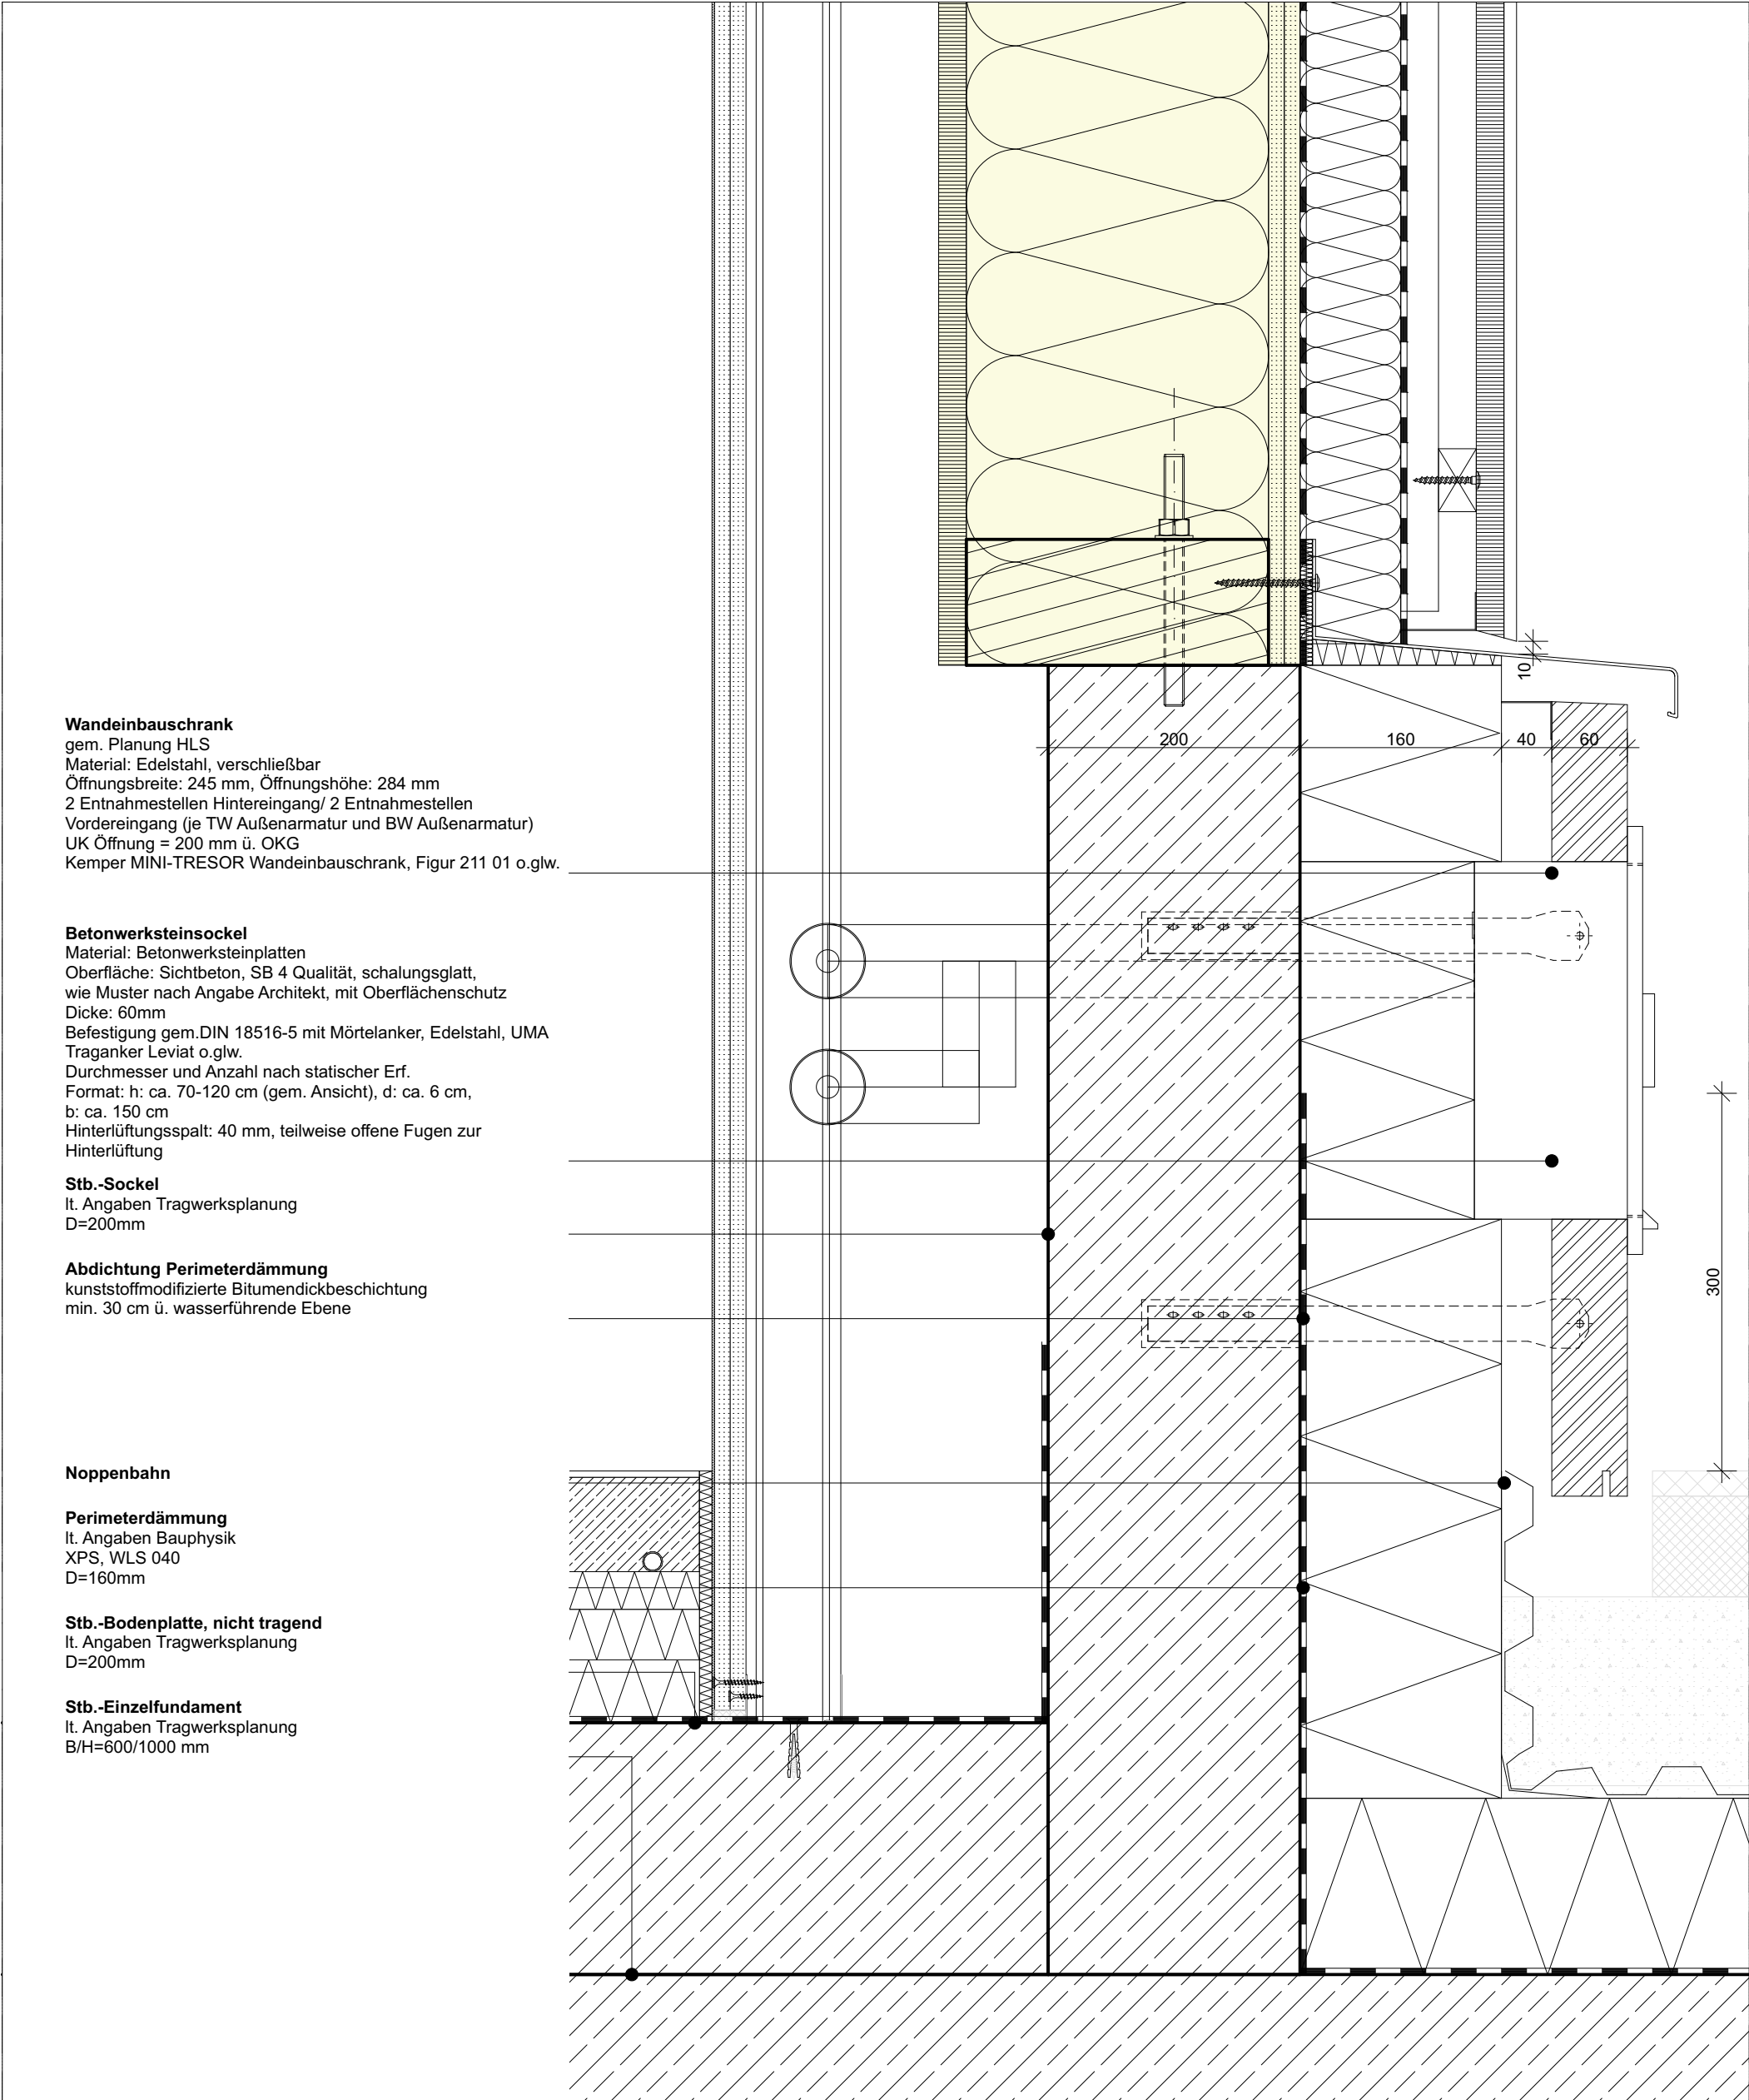 Wandeinbauschrank
gem. Planung HLS
Material: Edelstahl, verschließbar
Öffnungsbreite: 245 mm, Öffnungshöhe: 284 mm
2 Entnahmestellen Hintereingang/ 2 Entnahmestellen
Vordereingang (je TW Außenarmatur und BW Außenarmatur)
UK Öffnung = 200 mm ü. OKG
Kemper MINI-TRESOR Wandeinbauschrank, Figur 211 01 o.glw.
Betonwerksteinsockel
Material: Betonwerksteinplatten
Oberfläche: Sichtbeton, SB 4 Qualität, schalungsglatt,
wie Muster nach Angabe Architekt, mit Oberflächenschutz
Dicke: 60mm
Befestigung gem.DIN 18516-5 mit Mörtelanker, Edelstahl, UMA
Traganker Leviat o.glw.
Durchmesser und Anzahl nach statischer Erf.
Format: h: ca. 70-120 cm (gem. Ansicht), d: ca. 6 cm,
b: ca. 150 cm
Hinterlüftungsspalt: 40 mm, teilweise offene Fugen zur
Hinterlüftung
Stb.-Sockel
lt. Angaben Tragwerksplanung
D=200mm
Abdichtung Perimeterdämmung
kunststoffmodifizierte Bitumendickbeschichtung
min. 30 cm ü. wasserführende Ebene
Noppenbahn
Perimeterdämmung
lt. Angaben Bauphysik
XPS, WLS 040
D=160mm
Stb.-Bodenplatte, nicht tragend
lt. Angaben Tragwerksplanung
D=200mm
Stb.-Einzelfundament
lt. Angaben Tragwerksplanung
B/H=600/1000 mm
10
200 160 40 60
300